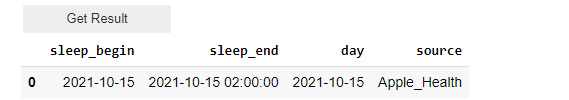 Get Result
sleep_begin sleep_end day source
0 2021-10-15 2021-10-15 02:00:00 2021-10-15 Apple_Health